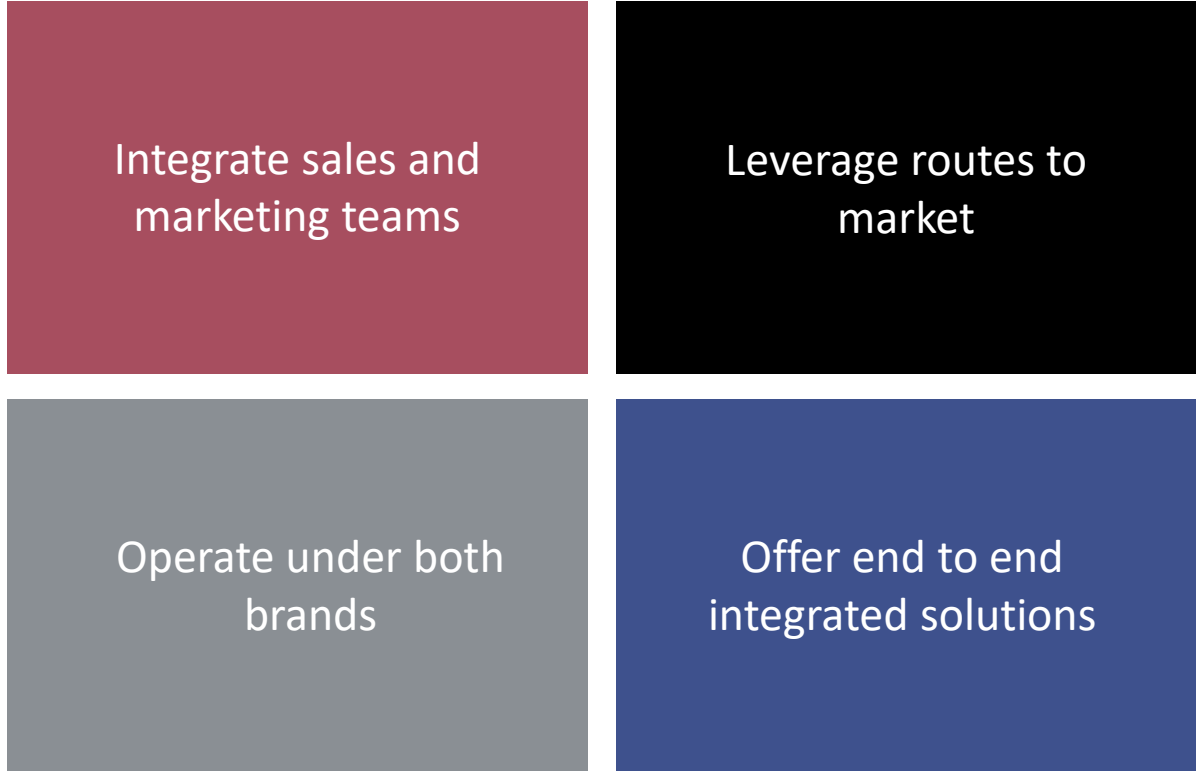 Integrate sales and
marketing teams
Leverage routes to
market
Operate under both
brands
Offer end to end
integrated solutions